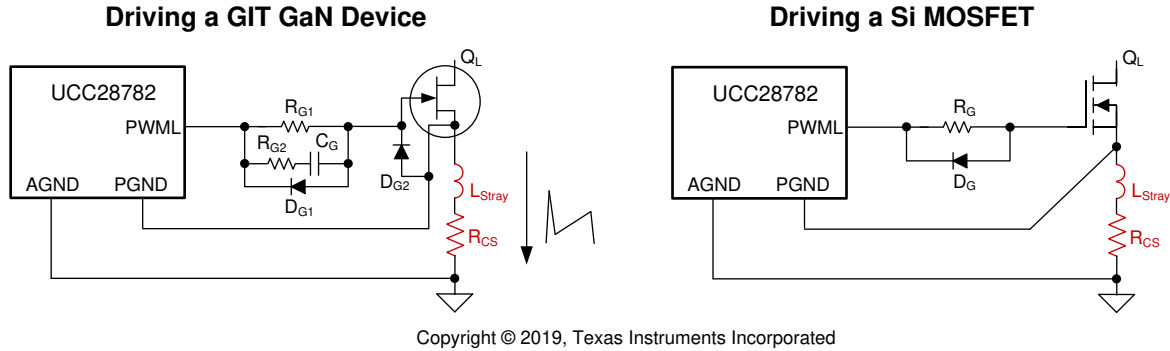 Driving a GIT GaN Device
UCC28782
PWML
AGND
PGND
RG1
RG2
CG
DG1
DG2
QL
LStray
RCS
Driving a Si MOSFET
UCC28782
PWML
AGND
PGND
RG
DG
QL
LStray
RCS
Copyright © 2019, Texas Instruments Incorporated